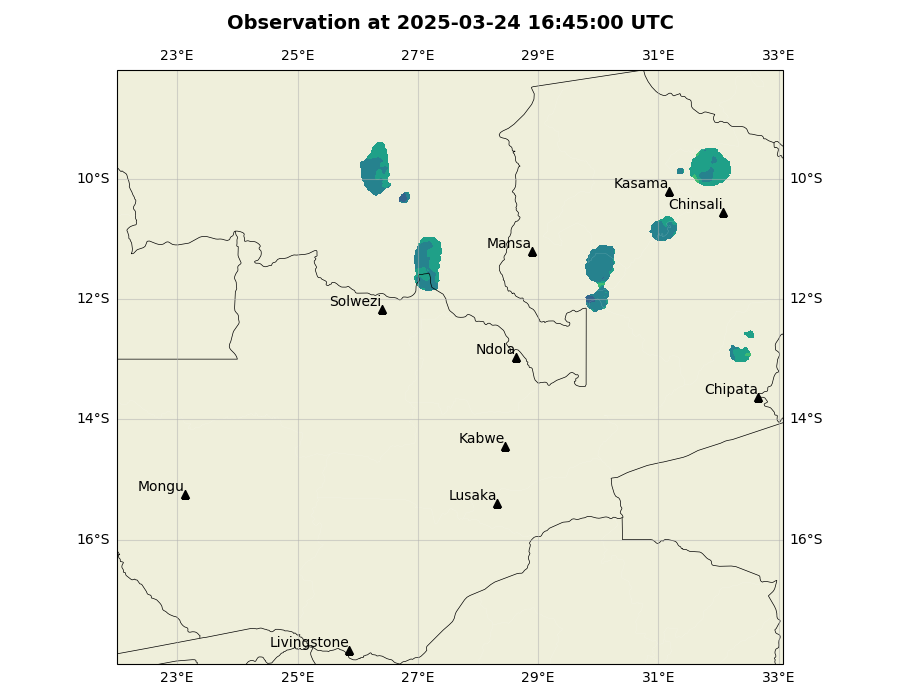 Observation at 2025-03-24 16:45:00 UTC
23°E 25°E 27°E 29°E 31°E 33°E
10°S 10°S
Kasama
Chinsali
Mansa
12°S 12°S
Solwezi
Ndola
Chipata
14°S 14°S
Kabwe
Mongu
Lusaka
16°S 16°S
Livingstone
23°E 25°E 27°E 29°E 31°E 33°E